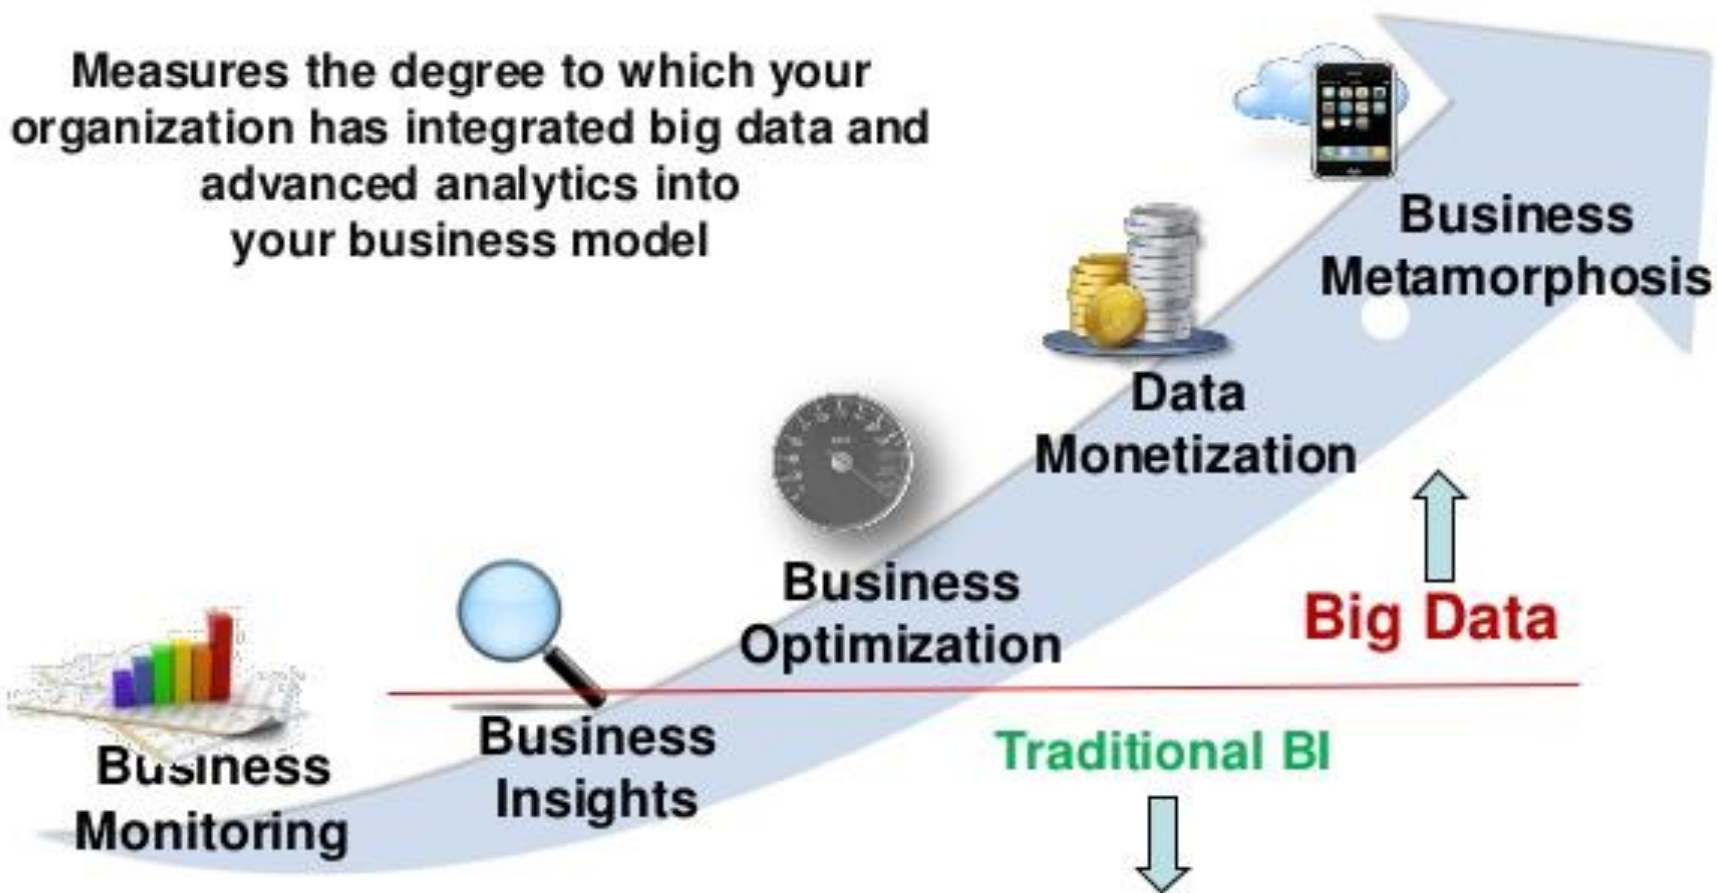 Measures the degree to which your
organization has integrated big data and
advanced analytics into
your business model
Business
Metamorphosis
Data
Monetization
Business
Optimization
Big Data
Business
Insights
Traditional BI
Business
Monitoring